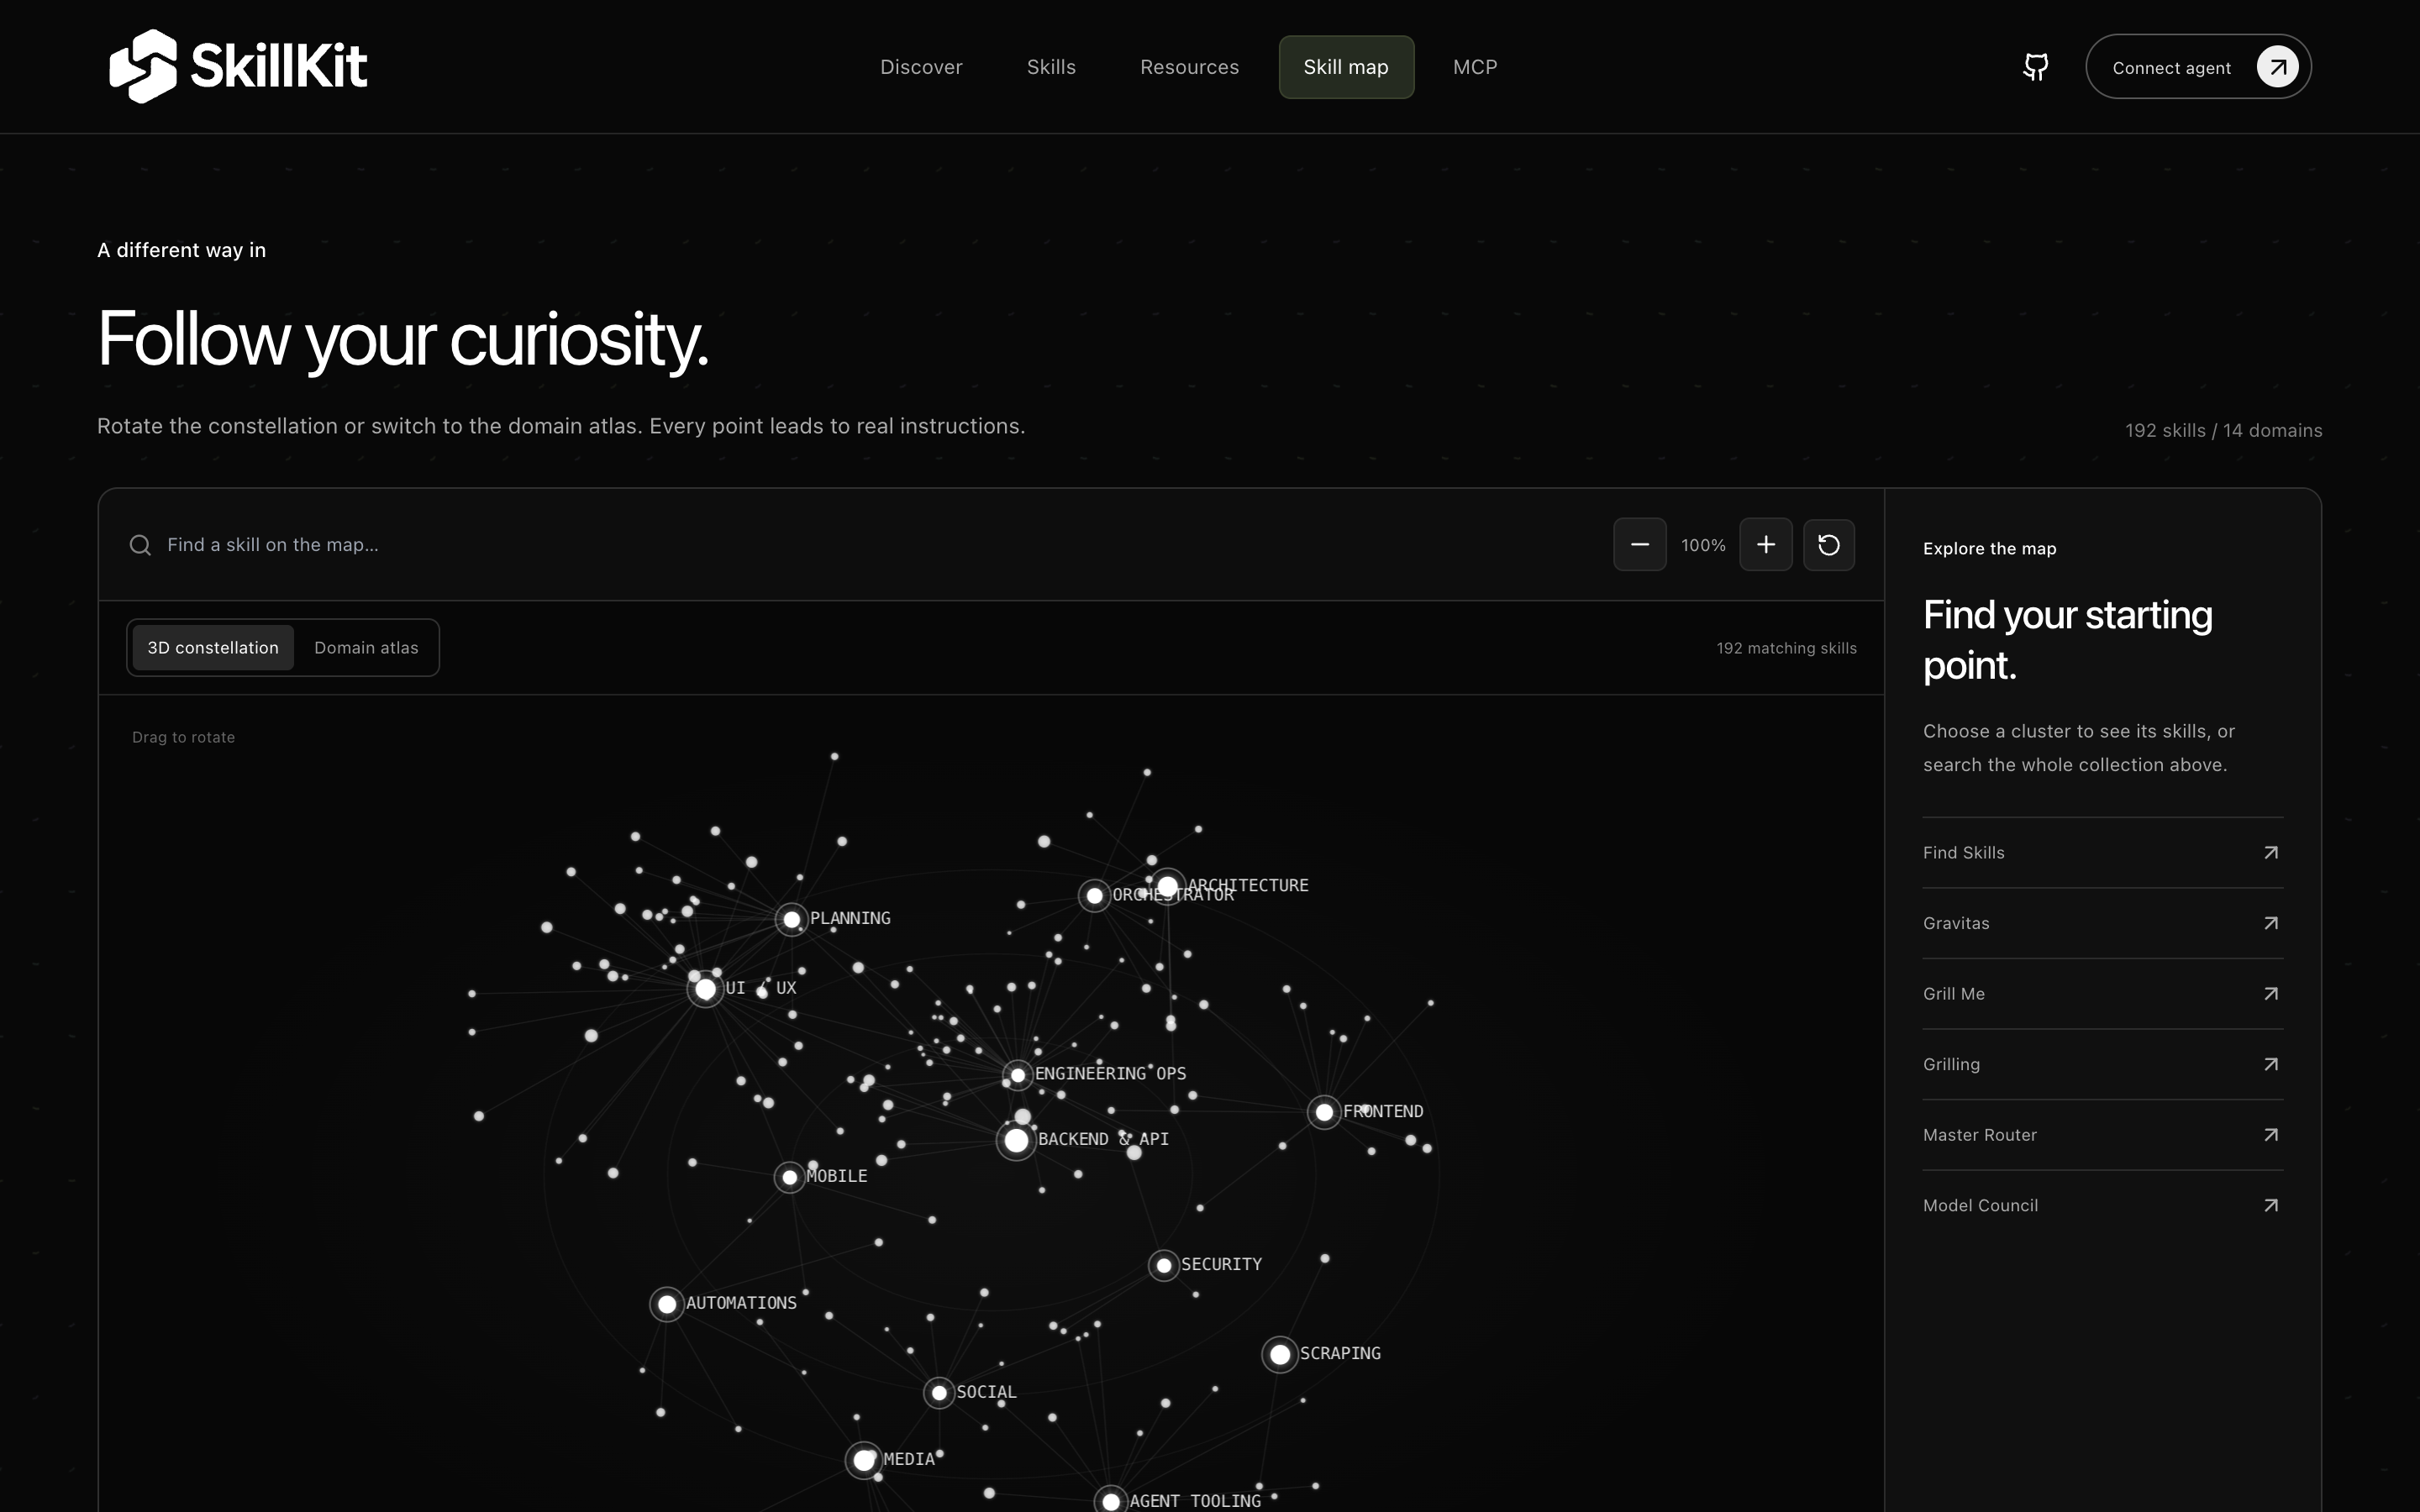 SkillKit
Discover
Skills
Resources
Skill map
MCP
Connect agent
A different way in
Follow your curiosity.
Rotate the constellation or switch to the domain atlas. Every point leads to real instructions.
192 skills / 14 domains
Find a skill on the map...
100%
3D constellation
Domain atlas
192 matching skills
Drag to rotate
ARCHITECTURE
ORCHESTRATOR
PLANNING
UI / UX
ENGINEERING OPS
FRONTEND
BACKEND & API
MOBILE
SECURITY
AUTOMATIONS
SCRAPING
SOCIAL
MEDIA
AGENT TOOLING
Explore the map
Find your starting
point.
Choose a cluster to see its skills, or
search the whole collection above.
Find Skills
Gravitas
Grill Me
Grilling
Master Router
Model Council